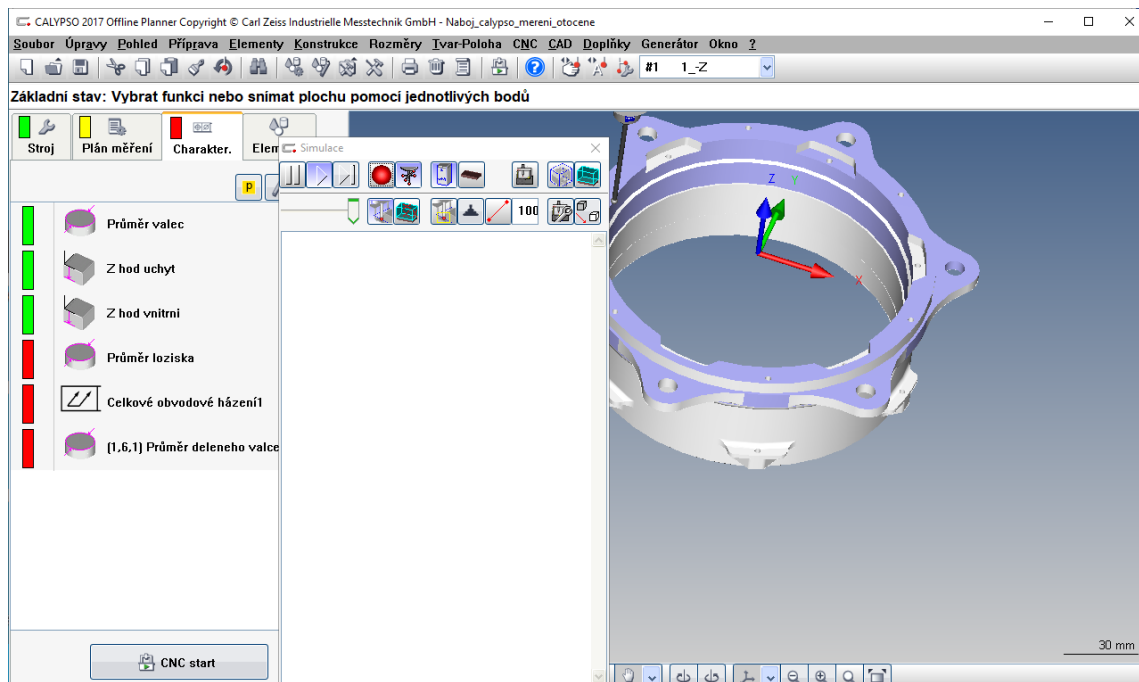 CALYPSO 2017 Offline Planner Copyright © Carl Zeiss Industrielle Messtechnik GmbH - Naboj_calypso_mereni_otocene
Soubor Úpravy Pohled Příprava Elementy Konstrukce Rozměry Tvar-Poloha CNC CAD Doplňky Generátor Okno ?
#1 1_-Z
Základní stav: Vybrat funkci nebo snímat plochu pomocí jednotlivých bodů
Stroj Plán měření Charakter. Elem
Simulace
P
100
Průměr valec
Z hod uchyt
Z hod vnitrni
Průměr loziska
Celkové obvodové házení1
(1,6,1) Průměr deleneho valce
Z Y
X
30 mm
CNC start